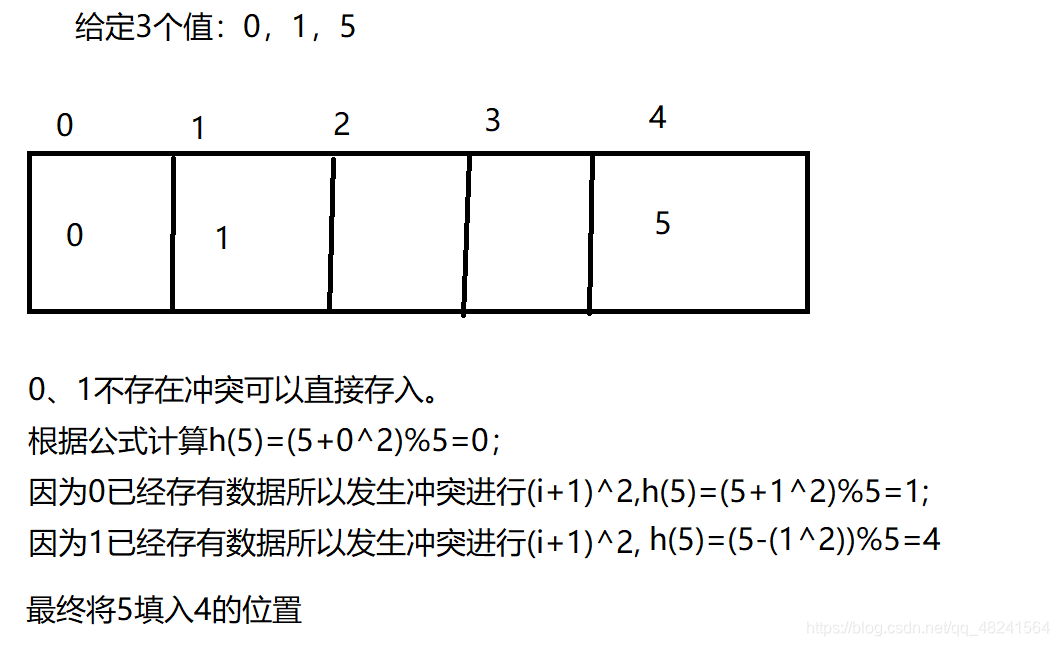 给定3个值：0，1，5
0 1 2 3 4
0 1 5
0、1不存在冲突可以直接存入。
根据公式计算h(5)=(5+0^2)%5=0；
因为0已经存有数据所以发生冲突进行(i+1)^2,h(5)=(5+1^2)%5=1;
因为1已经存有数据所以发生冲突进行(i+1)^2, h(5)=(5-(1^2))%5=4
最终将5填入4的位置
https://blog.csdn.net/qq_48241564